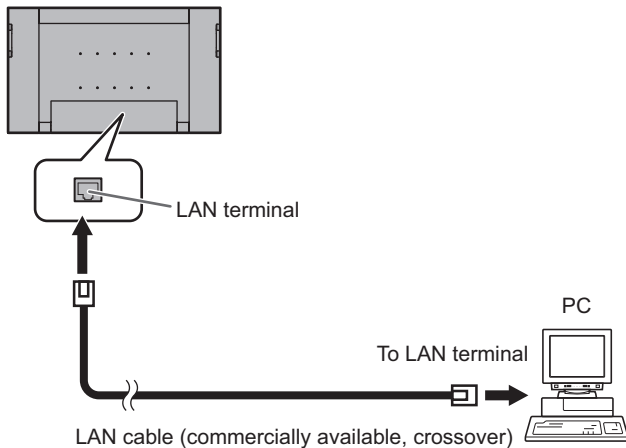 LAN terminal
PC
To LAN terminal
LAN cable (commercially available, crossover)